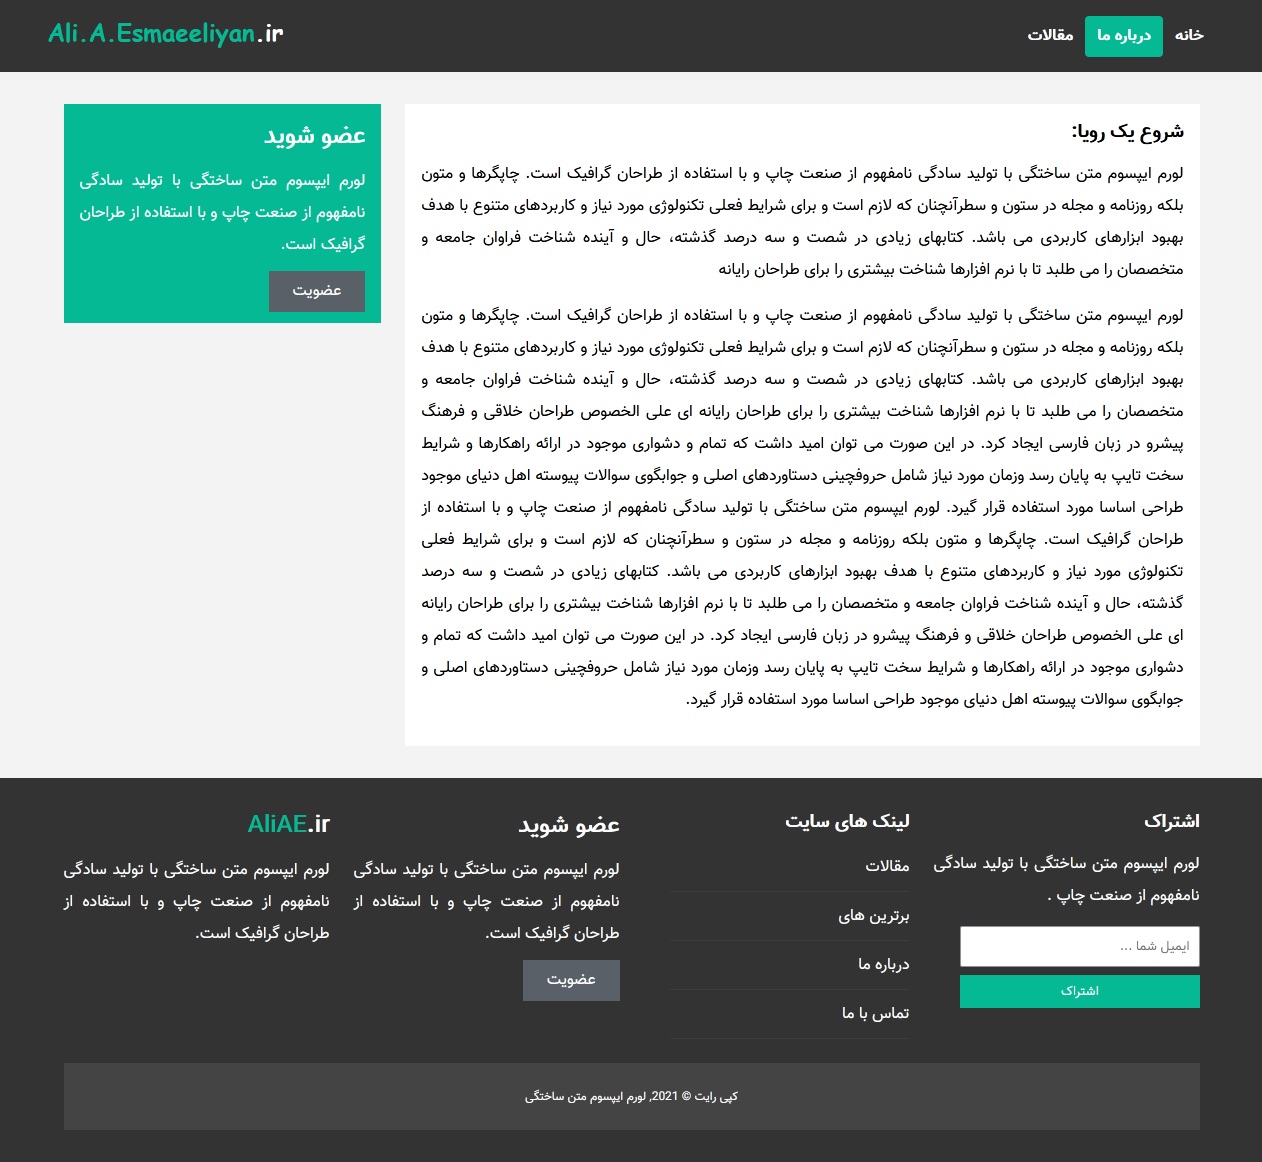 خانه
درباره ما
مقالات
Ali.A.Esmaeeliyan.ir
شروع یک رویا:
لورم ایپسوم متن ساختگی با تولید سادگی نامفهوم از صنعت چاپ و با استفاده از طراحان گرافیک است. چاپگرها و متون
بلکه روزنامه و مجله در ستون و سطرآنچنان که لازم است و برای شرایط فعلی تکنولوژی مورد نیاز و کاربردهای متنوع با هدف
بهبود ابزارهای کاربردی می باشد. کتابهای زیادی در شصت و سه درصد گذشته، حال و آینده شناخت فراوان جامعه و
متخصصان را می طلبد تا با نرم افزارها شناخت بیشتری را برای طراحان رایانه
لورم ایپسوم متن ساختگی با تولید سادگی نامفهوم از صنعت چاپ و با استفاده از طراحان گرافیک است. چاپگرها و متون
بلکه روزنامه و مجله در ستون و سطرآنچنان که لازم است و برای شرایط فعلی تکنولوژی مورد نیاز و کاربردهای متنوع با هدف
بهبود ابزارهای کاربردی می باشد. کتابهای زیادی در شصت و سه درصد گذشته، حال و آینده شناخت فراوان جامعه و
متخصصان را می طلبد تا با نرم افزارها شناخت بیشتری را برای طراحان رایانه ای علی الخصوص طراحان خلاقی و فرهنگ
پیشرو در زبان فارسی ایجاد کرد. در این صورت می توان امید داشت که تمام و دشواری موجود در ارائه راهکارها و شرایط
سخت تایپ به پایان رسد وزمان مورد نیاز شامل حروفچینی دستاوردهای اصلی و جوابگوی سوالات پیوسته اهل دنیای موجود
طراحی اساسا مورد استفاده قرار گیرد. لورم ایپسوم متن ساختگی با تولید سادگی نامفهوم از صنعت چاپ و با استفاده از
طراحان گرافیک است. چاپگرها و متون بلکه روزنامه و مجله در ستون و سطرآنچنان که لازم است و برای شرایط فعلی
تکنولوژی مورد نیاز و کاربردهای متنوع با هدف بهبود ابزارهای کاربردی می باشد. کتابهای زیادی در شصت و سه درصد
گذشته، حال و آینده شناخت فراوان جامعه و متخصصان را می طلبد تا با نرم افزارها شناخت بیشتری را برای طراحان رایانه
ای علی الخصوص طراحان خلاقی و فرهنگ پیشرو در زبان فارسی ایجاد کرد. در این صورت می توان امید داشت که تمام و
دشواری موجود در ارائه راهکارها و شرایط سخت تایپ به پایان رسد وزمان مورد نیاز شامل حروفچینی دستاوردهای اصلی و
جوابگوی سوالات پیوسته اهل دنیای موجود طراحی اساسا مورد استفاده قرار گیرد.
عضو شوید
لورم ایپسوم متن ساختگی با تولید سادگی
نامفهوم از صنعت چاپ و با استفاده از طراحان
گرافیک است.
عضویت
اشتراک
لورم ایپسوم متن ساختگی با تولید سادگی
نامفهوم از صنعت چاپ .
ایمیل شما ...
اشتراک
لینک های سایت
مقالات
برترین های
درباره ما
تماس با ما
عضو شوید
لورم ایپسوم متن ساختگی با تولید سادگی
نامفهوم از صنعت چاپ و با استفاده از
طراحان گرافیک است.
عضویت
AliAE.ir
لورم ایپسوم متن ساختگی با تولید سادگی
نامفهوم از صنعت چاپ و با استفاده از
طراحان گرافیک است.
کپی رایت © 2021, لورم ایپسوم متن ساختگی